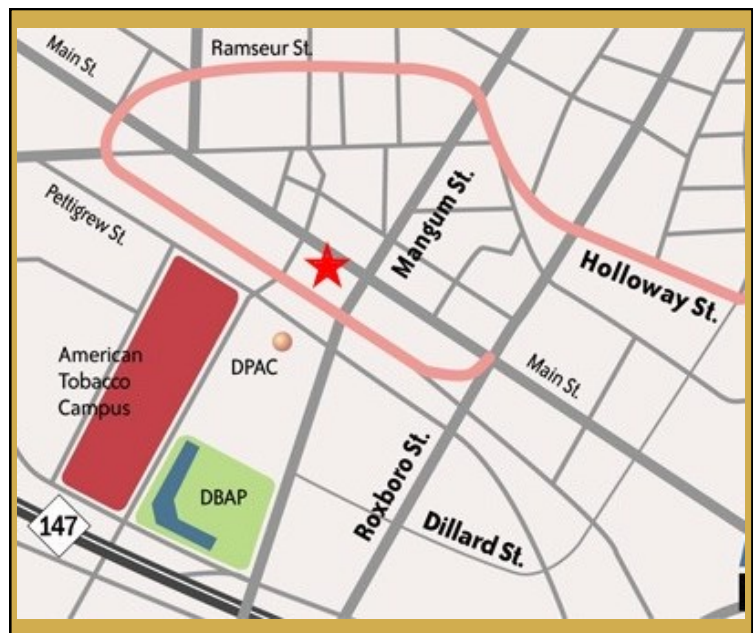 Ramseur St.
Main St.
Mangum St.
Pettigrew St.
Holloway St.
American
Tobacco
Campus
DPAC
Main St.
DBAP
Roxboro St.
147
Dillard St.